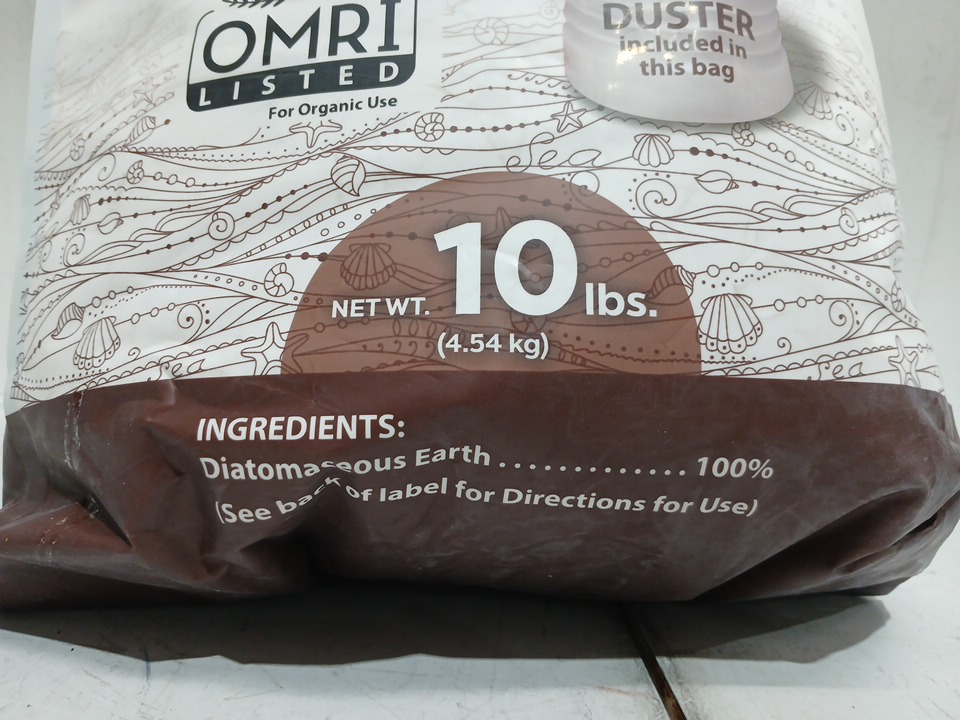 OMRI
LISTED
For Organic Use
DUSTER
included in
this bag
Sea
NET WT. 10 lbs.
(4.54 kg)
Sea
INGREDIENTS:
Diatomaceous Earth ............. 100%
(See back of label for Directions for Use)